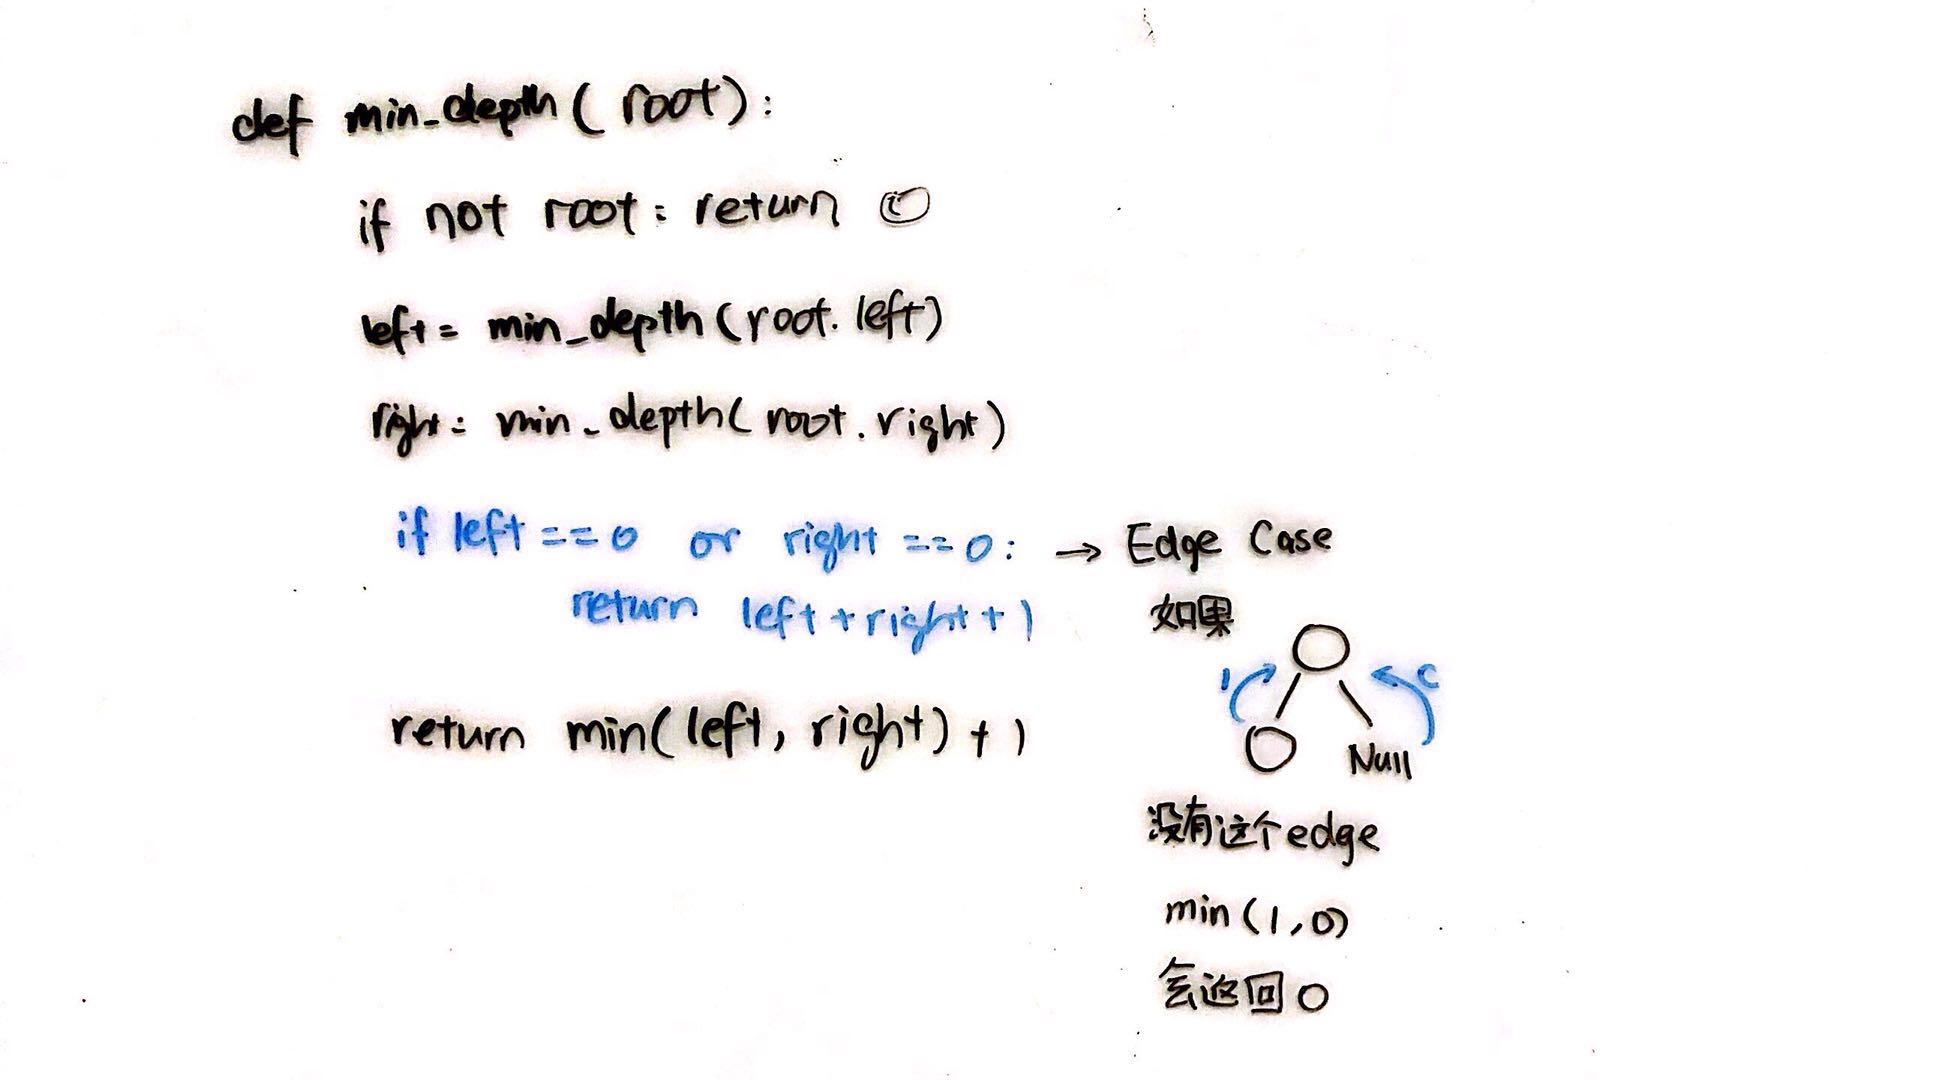 def min_depth(root):
if not root: return 0
left = min_depth(root.left)
right = min_depth(root.right)
if left == 0 or right == 0: → Edge Case
return left + right + 1
如果
1
Null
return min(left, right) + 1
没有这个edge
min(1,0)
会返回0